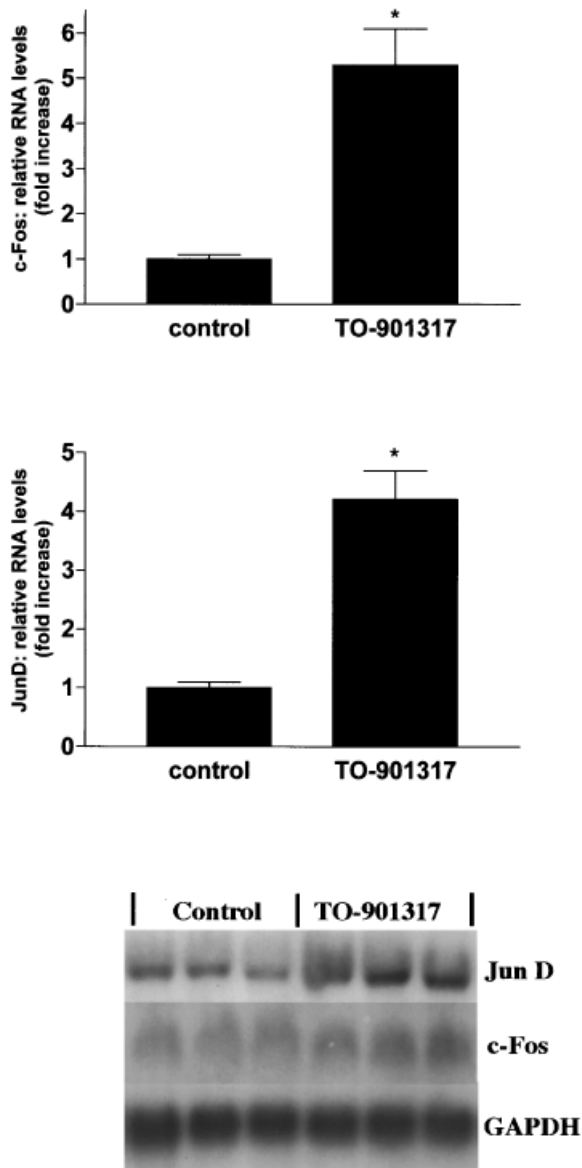 c-Fos: relative RNA levels
(fold increase)
*
6
5
4
3
2
1
0
control TO-901317
JunD: relative RNA levels
(fold increase)
*
5
4
3
2
1
0
control TO-901317
Control TO-901317
Jun D
c-Fos
GAPDH